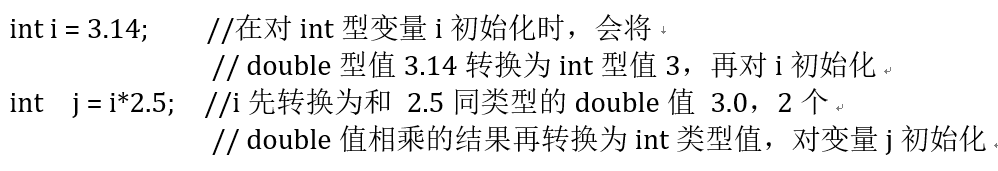 int i = 3.14; //在对 int 型变量 i 初始化时，会将
// double 型值 3.14 转换为 int 型值 3，再对 i 初始化
int j = i*2.5; //i 先转换为和 2.5 同类型的 double 值 3.0，2 个
// double 值相乘的结果再转换为 int 类型值，对变量 j 初始化